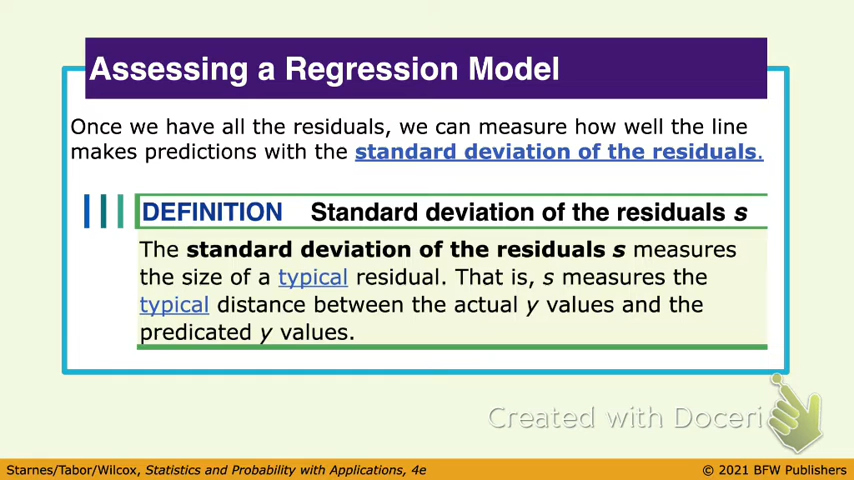 Assessing a Regression Model
Once we have all the residuals, we can measure how well the line
makes predictions with the standard deviation of the residuals.
DEFINITION Standard deviation of the residuals s
The standard deviation of the residuals s measures
the size of a typical residual. That is, s measures the
typical distance between the actual y values and the
predicated y values.
Created with Doceri
Starnes/Tabor/Wilcox, Statistics and Probability with Applications, 4e
© 2021 BFW Publishers